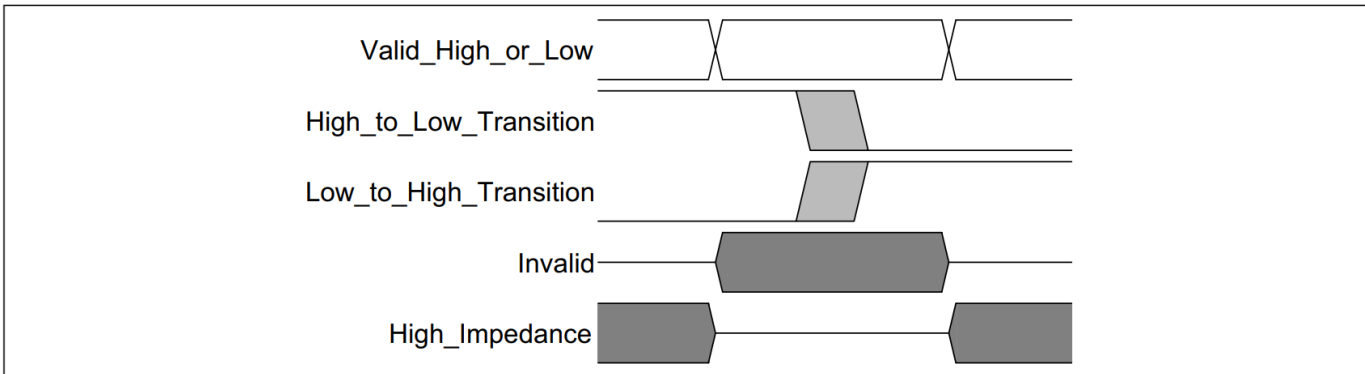 Valid_High_or_Low
High_to_Low_Transition
Low_to_High_Transition
Invalid
High_Impedance